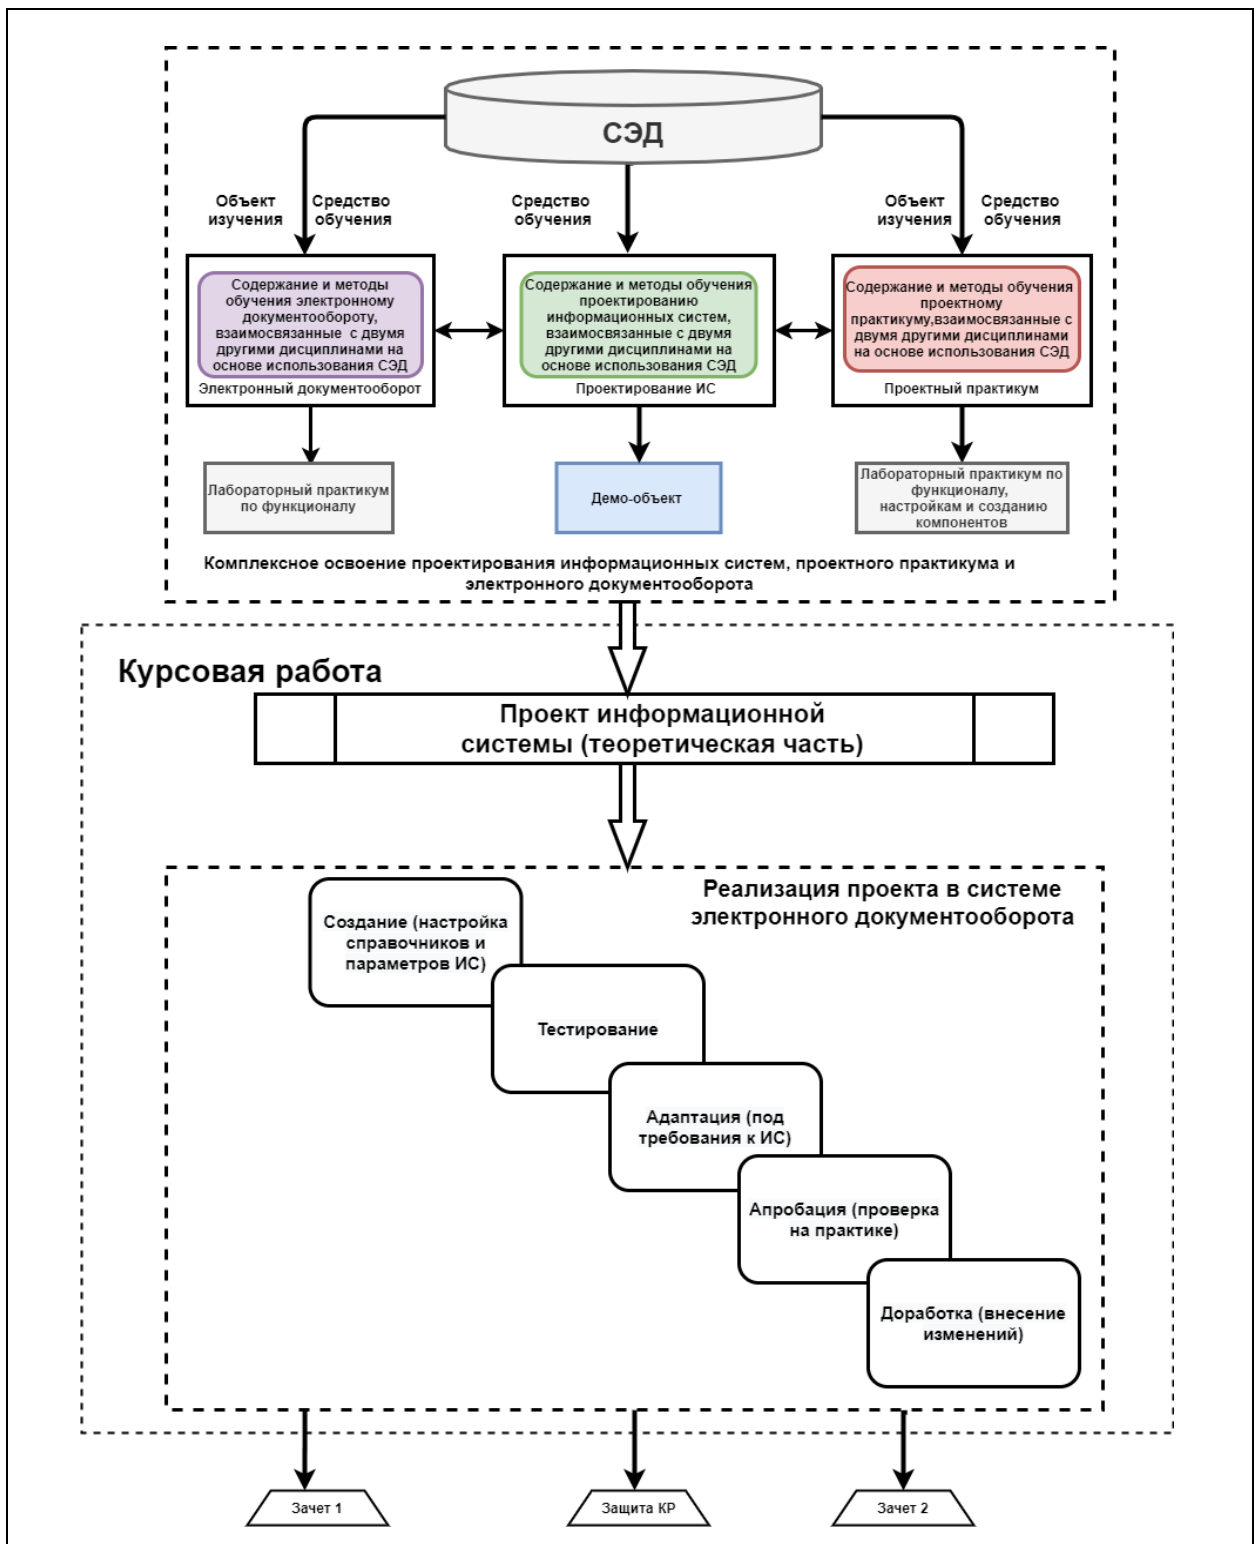 СЭД
Объект
изучения
Средство
обучения
Средство
обучения
Объект
изучения
Средство
обучения
Содержание и методы
обучения электронному
документообороту,
взаимосвязанные с двумя
другими дисциплинами на
основе использования СЭД
Электронный документооборот
Содержание и методы обучения
проектированию
информационных систем,
взаимосвязанные с двумя
другими дисциплинами на
основе использования СЭД
Проектирование ИС
Содержание и методы обучения
проектному
практикуму,взаимосвязанные с
двумя другими дисциплинами
на основе использования СЭД
Проектный практикум
Лабораторный практикум
по функционалу
Демо-объект
Лабораторный практикум по
функционалу,
настройкам и созданию
компонентов
Комплексное освоение проектирования информационных систем, проектного практикума и
электронного документооборота
Курсовая работа
Проект информационной
системы (теоретическая часть)
Реализация проекта в системе
электронного документооборота
Создание (настройка
справочников и
параметров ИС)
Тестирование
Адаптация (под
требования к ИС)
Апробация (проверка
на практике)
Доработка (внесение
изменений)
Зачет 1
Защита КР
Зачет 2